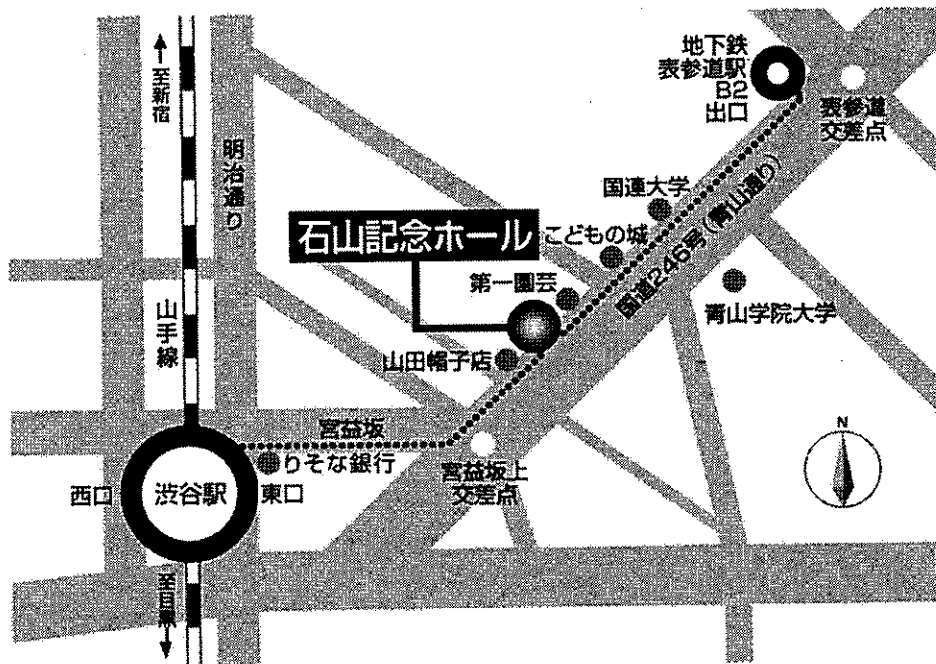 地下鉄
表参道駅
B2
出口
表参道
交差点
至新宿
明治通り
国連大学
こどもの城
石山記念ホール
国道246号(青山通り)
第一園芸
青山学院大学
山手線
山田帽子店
宮益坂
N
りそな銀行
宮益坂上
交差点
西口
渋谷駅
東口
至目黒